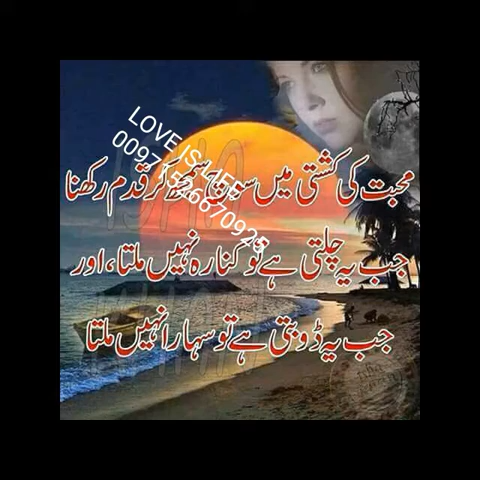 LOVE IS LIFE
محبت کی کشتی میں سوچ سمجھ کر قدم رکھنا
جب یہ چلتی ہے تو کنارہ نہیں ملتا، اور
جب یہ ڈوبتی ہے تو سہارا نہیں ملتا